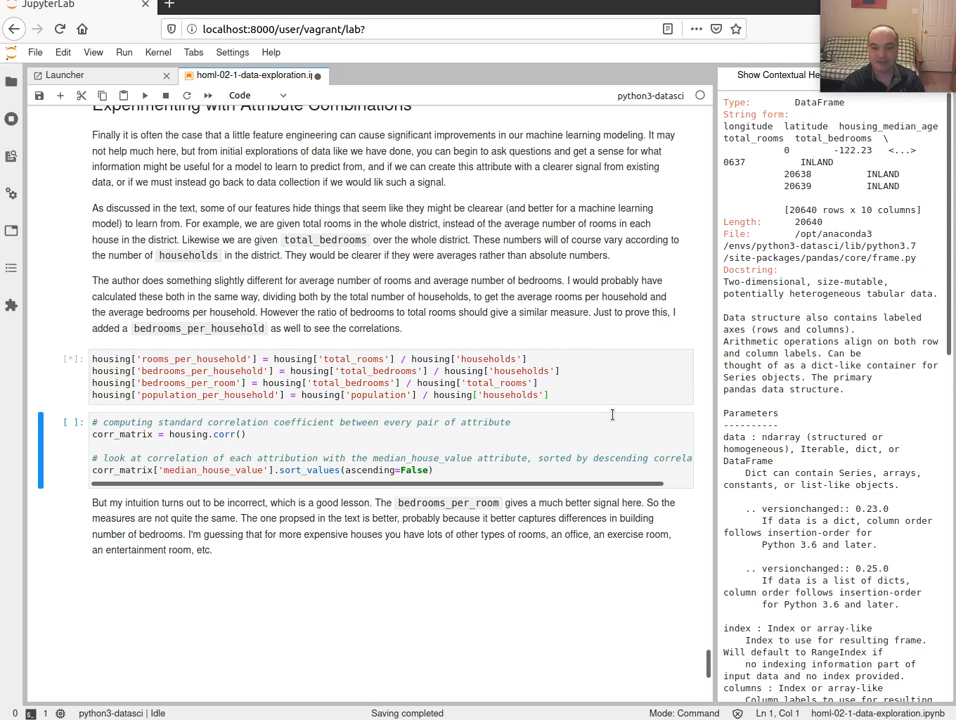 JupyterLab
localhost:8000/user/vagrant/lab?
File Edit View Run Kernel Tabs Settings Help
Launcher
homl-02-1-data-exploration.i
Show Contextual He
Code
python3-datasci
Experimenting with Attribute Combinations
Finally it is often the case that a little feature engineering can cause significant improvements in our machine learning modeling. It may
not help much here, but from initial explorations of data like we have done, you can begin to ask questions and get a sense for what
information might be useful for a model to learn to predict from, and if we can create this attribute with a clearer signal from existing
data, or if we must instead go back to data collection if we would lik such a signal.
As discussed in the text, some of our features hide things that seem like they might be clearear (and better for a machine learning
model) to learn from. For example, we are given total rooms in the whole district, instead of the average number of rooms in each
house in the district. Likewise we are given total_bedrooms over the whole district. These numbers will of course vary according to
the number of households in the district. They would be clearer if they were averages rather than absolute numbers.
The author does something slightly different for average number of rooms and average number of bedrooms. I would probably have
calculated these both in the same way, dividing both by the total number of households, to get the average rooms per household and
the average bedrooms per household. However the ratio of bedrooms to total rooms should give a similar measure. Just to prove this, I
added a bedrooms_per_household as well to see the correlations.
[*]: housing['rooms_per_household'] = housing['total_rooms'] / housing['households']
housing['bedrooms_per_household'] = housing['total_bedrooms'] / housing['households']
housing['bedrooms_per_room'] = housing['total_bedrooms'] / housing['total_rooms']
housing['population_per_household'] = housing['population'] / housing['households']
[ ]: # computing standard correlation coefficient between every pair of attribute
corr_matrix = housing.corr()
# look at correlation of each attribution with the median_house_value attribute, sorted by descending correla
corr_matrix['median_house_value'].sort_values(ascending=False)
But my intuition turns out to be incorrect, which is a good lesson. The bedrooms_per_room gives a much better signal here. So the
measures are not quite the same. The one propsed in the text is better, probably because it better captures differences in building
number of bedrooms. I'm guessing that for more expensive houses you have lots of other types of rooms, an office, an exercise room,
an entertainment room, etc.
Type: DataFrame
String form:
longitude latitude housing_median_age
total_rooms total_bedrooms \
0 -122.23 <...>
0637 INLAND
20638 INLAND
20639 INLAND
[20640 rows x 10 columns]
Length: 20640
File: /opt/anaconda3
/envs/python3-datasci/lib/python3.7
/site-packages/pandas/core/frame.py
Docstring:
Two-dimensional, size-mutable,
potentially heterogeneous tabular data.
Data structure also contains labeled
axes (rows and columns).
Arithmetic operations align on both row
and column labels. Can be
thought of as a dict-like container for
Series objects. The primary
pandas data structure.
Parameters
----------
data : ndarray (structured or
homogeneous), Iterable, dict, or
DataFrame
Dict can contain Series, arrays,
constants, or list-like objects.
.. versionchanged:: 0.23.0
If data is a dict, column order
follows insertion-order for
Python 3.6 and later.
.. versionchanged:: 0.25.0
If data is a list of dicts,
column order follows insertion-order
for Python 3.6 and later.
index : Index or array-like
Index to use for resulting frame.
Will default to RangeIndex if
no indexing information part of
input data and no index provided.
columns : Index or array-like
Column labels to use for resulting
0 1 python3-datasci | Idle Saving completed Mode: Command Ln 1, Col 1 homl-02-1-data-exploration.ipynb